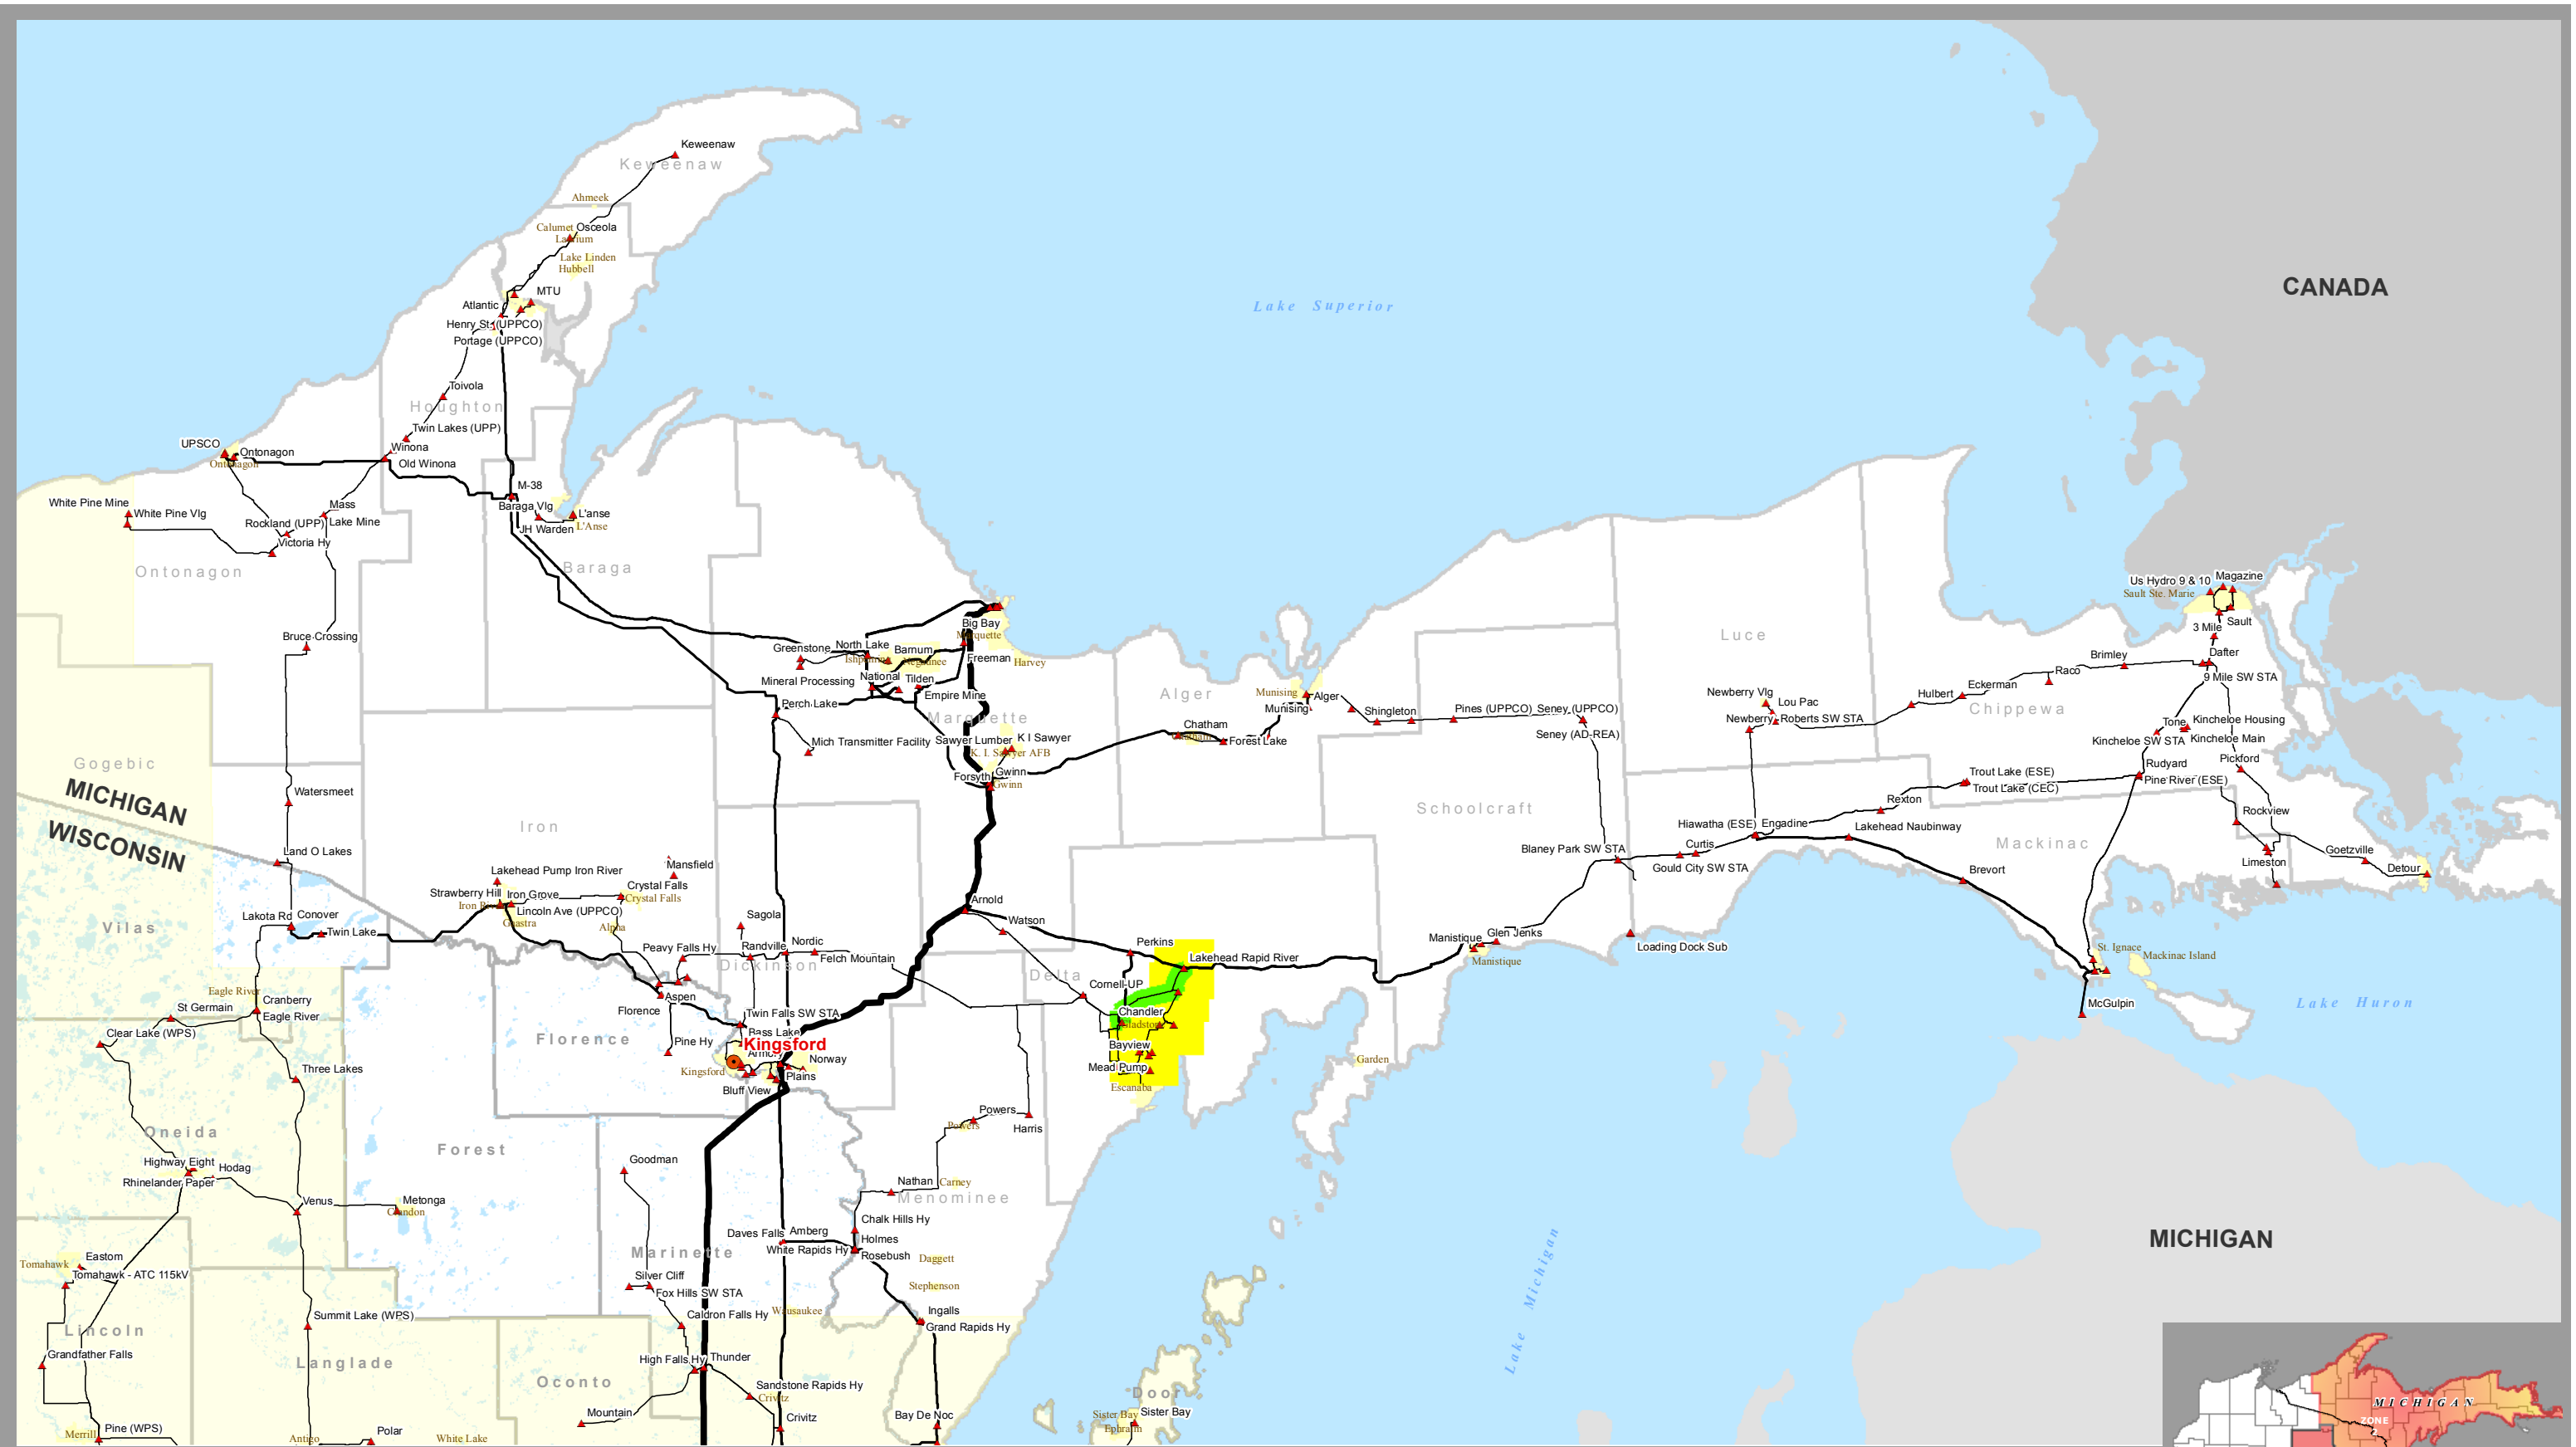 Keweenaw
Keweenaw
Ahmeek
Calumet
Osceola
Lake Linden
Hubbell
MTU
Atlantic
Henry St. (UPPCO)
Portage (UPPCO)
Lake Superior
CANADA
Toivola
Houghton
Twin Lakes (UPP)
UPSCO
Ontonagon
Ontonagon
Winona
Old Winona
M-38
Baraga Vlg
L'anse
JH Warden
L'Anse
White Pine Mine
White Pine Vlg
Mass
Rockland (UPP)
Lake Mine
Victoria Hy
Ontonagon
Baraga
Bruce Crossing
Big Bay
Marquette
Greenstone
North Lake
Barnum
Ishpeming
Negaunee
Freeman
Harvey
Mineral Processing
National
Tilden
Empire Mine
Perch Lake
Marquette
Mich Transmitter Facility
Sawyer Lumber
K I Sawyer
K. I. Sawyer AFB
Forsyth
Gwinn
Gwinn
Alger
Munising
Alger
Munising
Chatham
Forest Lake
Shingleton
Pines (UPPCO)
Seney (UPPCO)
Seney (AD-REA)
Luce
Newberry Vlg
Lou Pac
Newberry
Roberts SW STA
Us Hydro 9 & 10
Magazine
Sault Ste. Marie
Sault
3 Mile
Dafter
9 Mile SW STA
Brimley
Raco
Eckerman
Hulbert
Chippewa
Tone
Kincheloe Housing
Kincheloe SW STA
Kincheloe Main
Pickford
Rudyard
Pine River (ESE)
Trout Lake (ESE)
Trout Lake (CEC)
Rexton
Rockview
Gogebic
MICHIGAN
WISCONSIN
Watersmeet
Land O Lakes
Iron
Schoolcraft
Hiawatha (ESE)
Engadine
Lakehead Naubinway
Mackinac
Curtis
Blaney Park SW STA
Gould City SW STA
Brevort
Limeston
Goetzville
Detour
Lakehead Pump Iron River
Mansfield
Strawberry Hill
Iron Grove
Crystal Falls
Crystal Falls
Lincoln Ave (UPPCO)
Gaastra
Alpha
Lakota Rd
Conover
Twin Lake
Vilas
Sagola
Arnold
Watson
Peavy Falls Hy
Randville
Nordic
Felch Mountain
Dickinson
Perkins
Lakehead Rapid River
Manistique
Glen Jenks
Manistique
Loading Dock Sub
St. Ignace
Mackinac Island
McGulpin
Lake Huron
Delta
Cornell-UP
Chandler
Gladstone
Bayview
Mead Pump
Escanaba
Garden
Aspen
Florence
Twin Falls SW STA
Bass Lake
Kingsford
Kingsford
Norway
Plains
Bluff View
Pine Hy
Florence
Eagle River
Cranberry
Eagle River
St Germain
Clear Lake (WPS)
Three Lakes
Oneida
Forest
Powers
Powers
Harris
Highway Eight
Hodag
Rhinelander Paper
Venus
Metonga
Crandon
Goodman
Nathan
Carney
Menominee
Chalk Hills Hy
Daves Falls
Amberg
Holmes
White Rapids Hy
Rosebush
Daggett
Stephenson
Marinette
Silver Cliff
Fox Hills SW STA
Caldron Falls Hy
Wausaukee
Ingalls
Grand Rapids Hy
Lake Michigan
MICHIGAN
Eastom
Tomahawk
Tomahawk - ATC 115kV
Summit Lake (WPS)
Lincoln
Grandfather Falls
Langlade
High Falls Hy
Thunder
Oconto
Sandstone Rapids Hy
Crivitz
Crivitz
Mountain
Bay De Noc
Door
Sister Bay
Sister Bay
Ephraim
Pine (WPS)
Merrill
Antigo
Polar
White Lake
MICHIGAN
ZONE
2